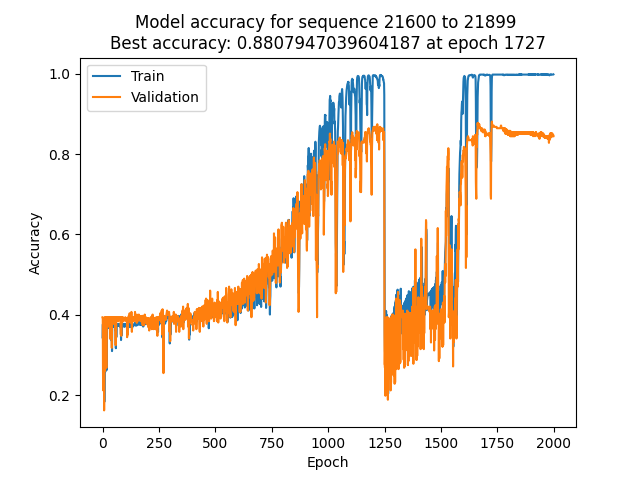 Model accuracy for sequence 21600 to 21899
Best accuracy: 0.8807947039604187 at epoch 1727
Train
Validation
1.0
0.8
0.6
0.4
0.2
Accuracy
0
250
500
750
1000
1250
1500
1750
2000
Epoch